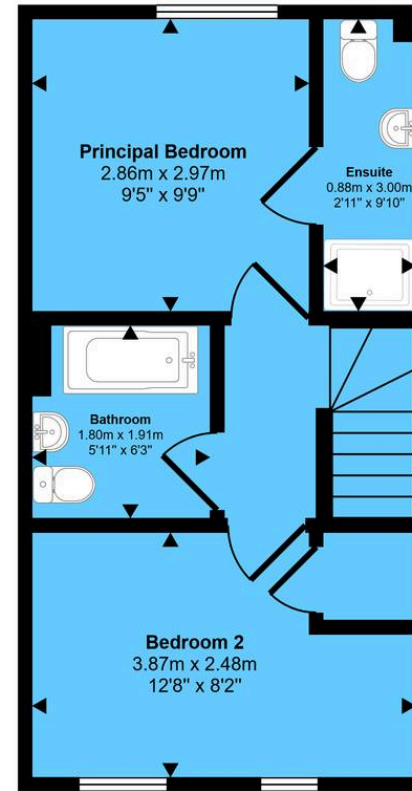 Principal Bedroom
2.86m x 2.97m
9'5" x 9'9"
Ensuite
0.88m x 3.00m
2'11" x 9'10"
Bathroom
1.80m x 1.91m
5'11" x 6'3"
Bedroom 2
3.87m x 2.48m
12'8" x 8'2"